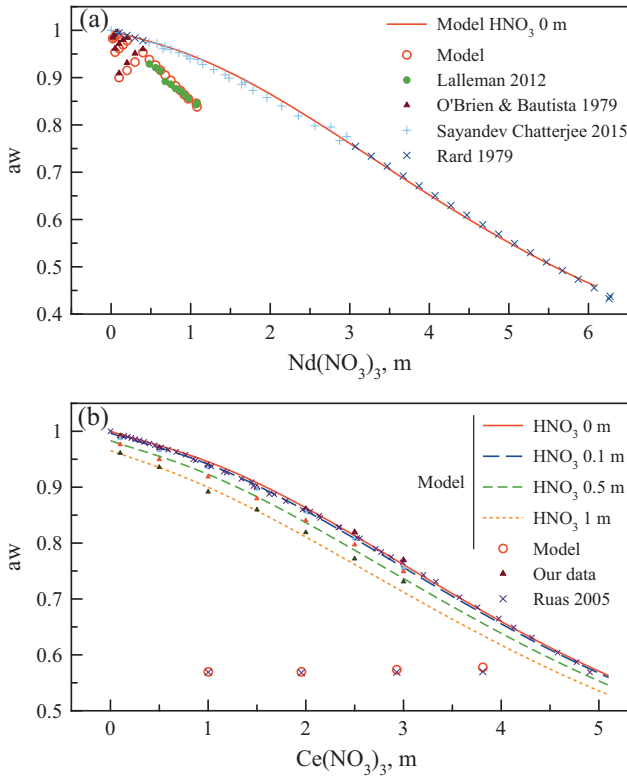 (a)
Model HNO₃ 0 m
Model
Lalleman 2012
O'Brien & Bautista 1979
Sayandev Chatterjee 2015
Rard 1979
aw
1
0.9
0.8
0.7
0.6
0.5
0.4
0 1 2 3 4 5 6
Nd(NO₃)₃, m
(b)
Model
HNO₃ 0 m
HNO₃ 0.1 m
HNO₃ 0.5 m
HNO₃ 1 m
Model
Our data
Ruas 2005
aw
1
0.9
0.8
0.7
0.6
0.5
0 1 2 3 4 5
Ce(NO₃)₃, m